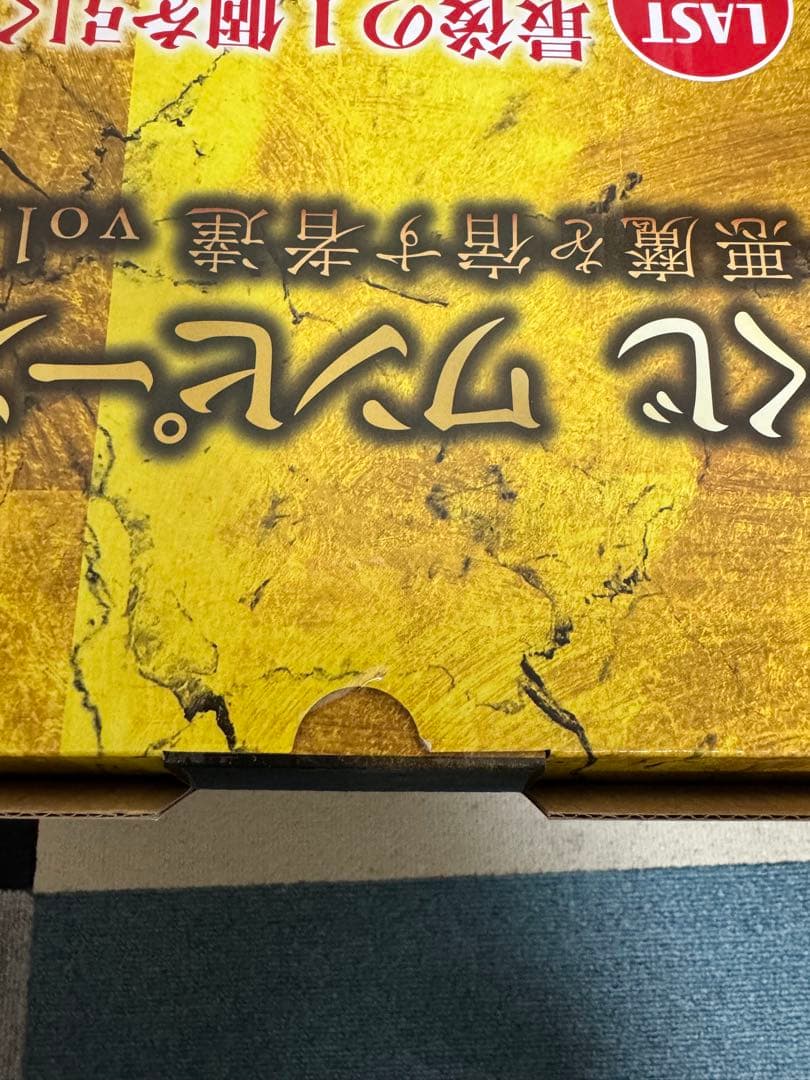 くじ ワンピー
悪魔を宿す者達 vol
LAST 最後の1個を引く